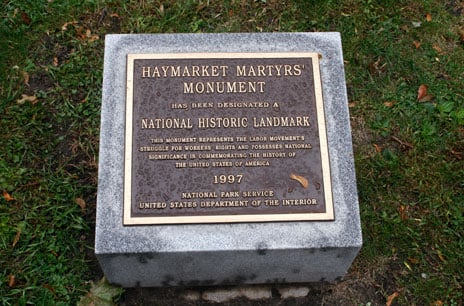 HAYMARKET MARTYRS'
MONUMENT
HAS BEEN DESIGNATED A
NATIONAL HISTORIC LANDMARK
THIS MONUMENT REPRESENTS THE LABOR MOVEMENT'S
STRUGGLE FOR WORKERS' RIGHTS AND POSSESSES NATIONAL
SIGNIFICANCE IN COMMEMORATING THE HISTORY OF
THE UNITED STATES OF AMERICA
1997
NATIONAL PARK SERVICE
UNITED STATES DEPARTMENT OF THE INTERIOR